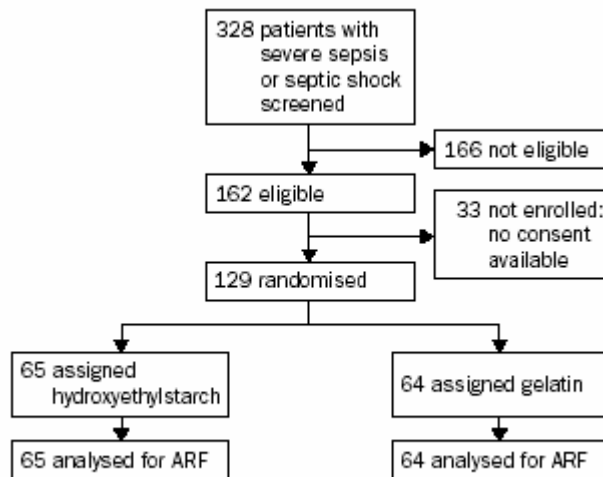 328 patients with
severe sepsis
or septic shock
screened
166 not eligible
162 eligible
33 not enrolled:
no consent
available
129 randomised
65 assigned
hydroxyethylstarch
64 assigned gelatin
65 analysed for ARF
64 analysed for ARF